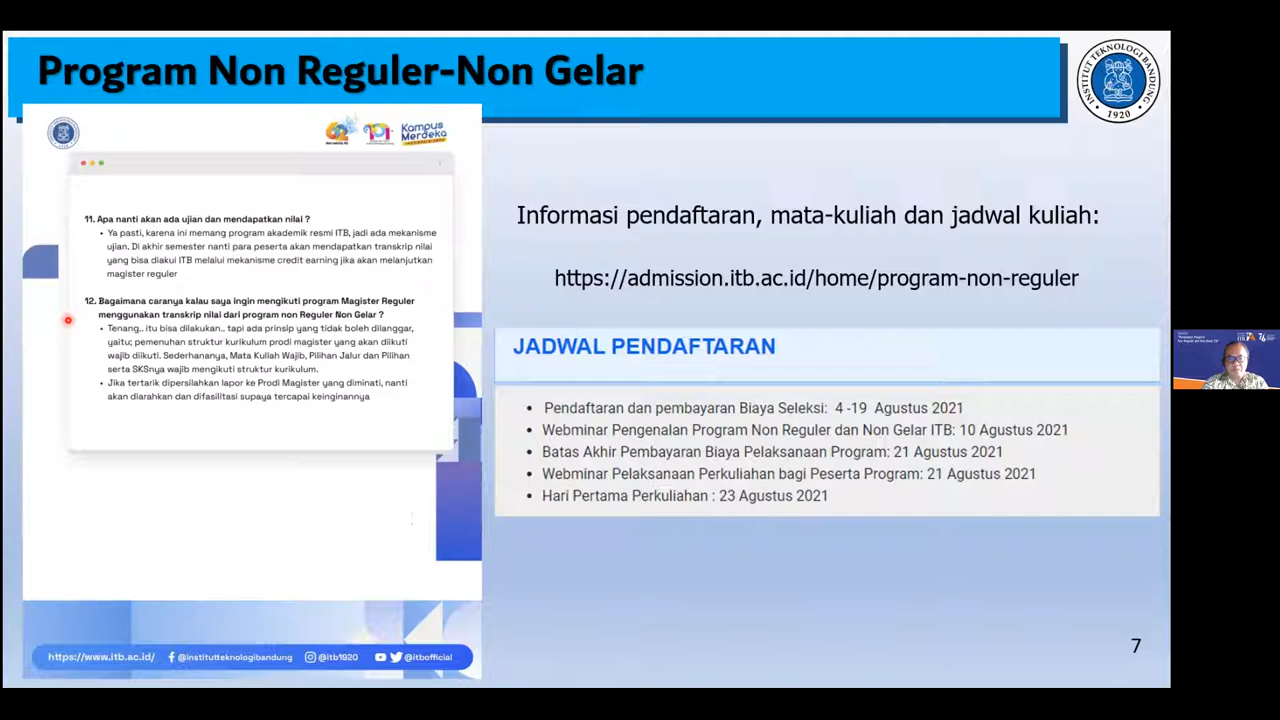 Program Non Reguler-Non Gelar
INSTITUT TEKNOLOGI BANDUNG
1920
Kampus
Merdeka
11. Apa nanti akan ada ujian dan mendapatkan nilai ?
• Ya pasti, karena ini memang program akademik resmi ITB, jadi ada mekanisme
ujian. Di akhir semester nanti para peserta akan mendapatkan transkrip nilai
yang bisa diakui ITB melalui mekanisme credit earning jika akan melanjutkan
magister reguler
12. Bagaimana caranya kalau saya ingin mengikuti program Magister Reguler
menggunakan transkrip nilai dari program non Reguler Non Gelar ?
• Tenang.. itu bisa dilakukan.. tapi ada prinsip yang tidak boleh dilanggar,
yaitu; pemenuhan struktur kurikulum prodi magister yang akan diikuti
wajib diikuti. Sederhananya, Mata Kullah Wajib, Pilihan Jalur dan Pilihan
serta SKSnya wajib mengikuti struktur kurikulum.
• Jika tertarik dipersilahkan lapor ke Prodi Magister yang diminati, nanti
akan diarahkan dan difasilitasi supaya tercapai keinginannya
https://www.itb.ac.id/ @institutteknologibandung @itb1920 @itbofficial
Informasi pendaftaran, mata-kuliah dan jadwal kuliah:
https://admission.itb.ac.id/home/program-non-reguler
JADWAL PENDAFTARAN
• Pendaftaran dan pembayaran Biaya Seleksi: 4 -19 Agustus 2021
• Webminar Pengenalan Program Non Reguler dan Non Gelar ITB: 10 Agustus 2021
• Batas Akhir Pembayaran Biaya Pelaksanaan Program: 21 Agustus 2021
• Webminar Pelaksanaan Perkuliahan bagi Peserta Program: 21 Agustus 2021
• Hari Pertama Perkuliahan : 23 Agustus 2021
7